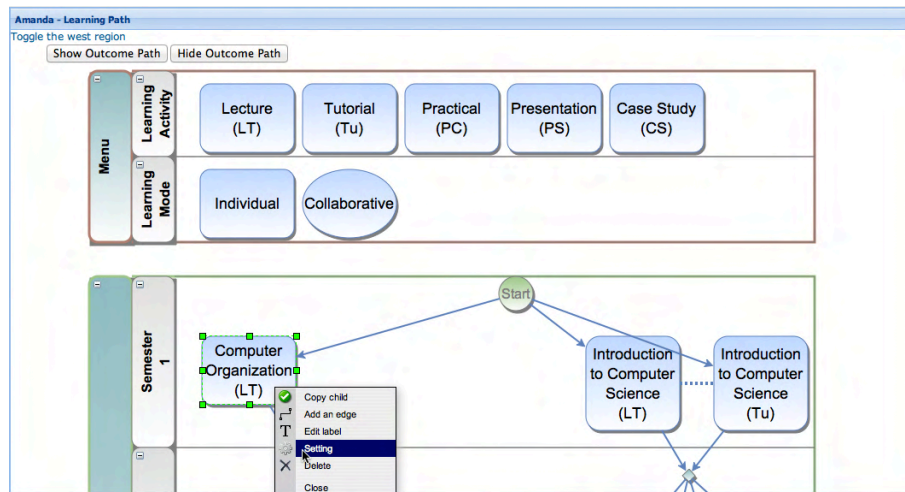 Amanda - Learning Path
Toggle the west region
Show Outcome Path
Hide Outcome Path
Menu
Learning
Activity
Lecture
(LT)
Tutorial
(Tu)
Practical
(PC)
Presentation
(PS)
Case Study
(CS)
Learning
Mode
Individual
Collaborative
Start
Semester
1
Computer
Organization
(LT)
Introduction
to Computer
Science
(LT)
Introduction
to Computer
Science
(Tu)
Copy child
Add an edge
T Edit label
Setting
Delete
Close